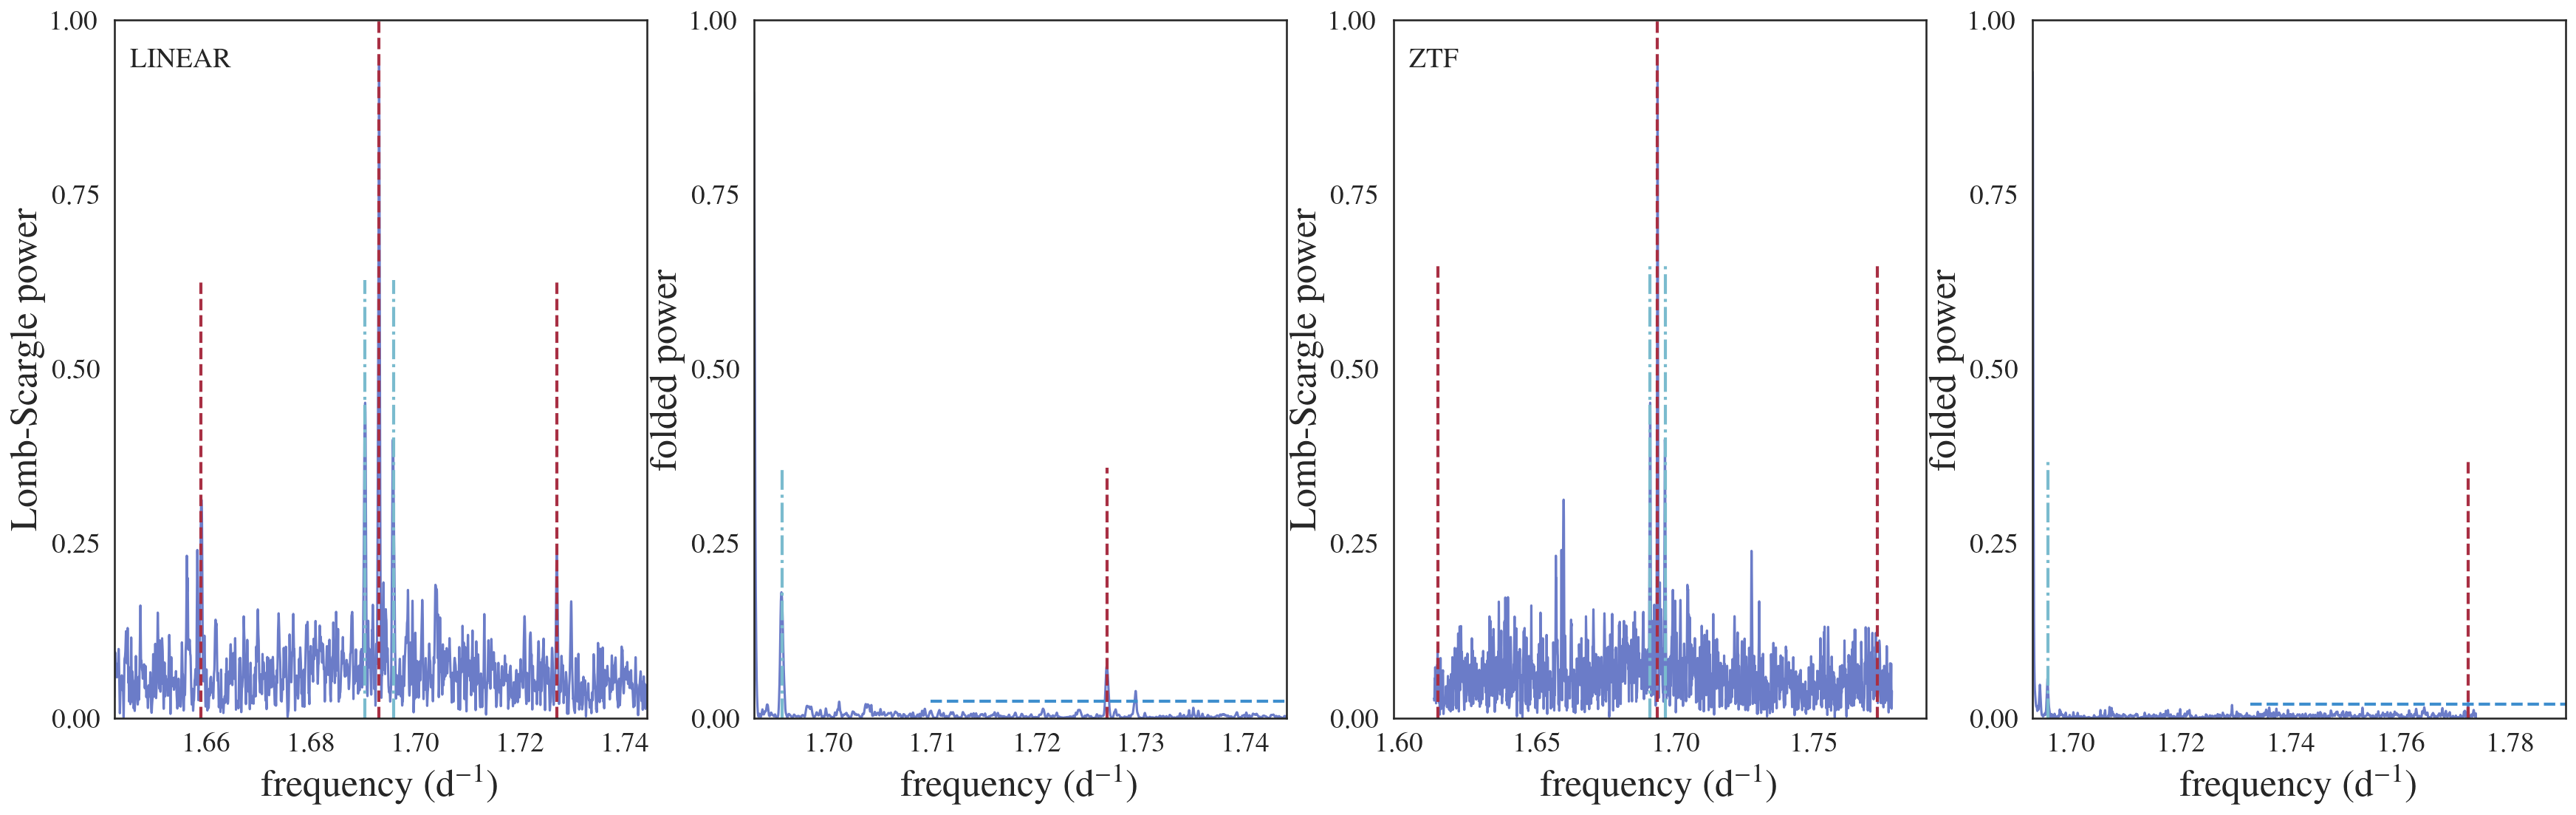 LINEAR
Lomb-Scargle power
1.00
0.75
0.50
0.25
0.00
1.66 1.68 1.70 1.72 1.74
frequency (d⁻¹)
folded power
1.00
0.75
0.50
0.25
0.00
1.70 1.71 1.72 1.73 1.74
frequency (d⁻¹)
ZTF
Lomb-Scargle power
1.00
0.75
0.50
0.25
0.00
1.60 1.65 1.70 1.75
frequency (d⁻¹)
folded power
1.00
0.75
0.50
0.25
0.00
1.70 1.72 1.74 1.76 1.78
frequency (d⁻¹)